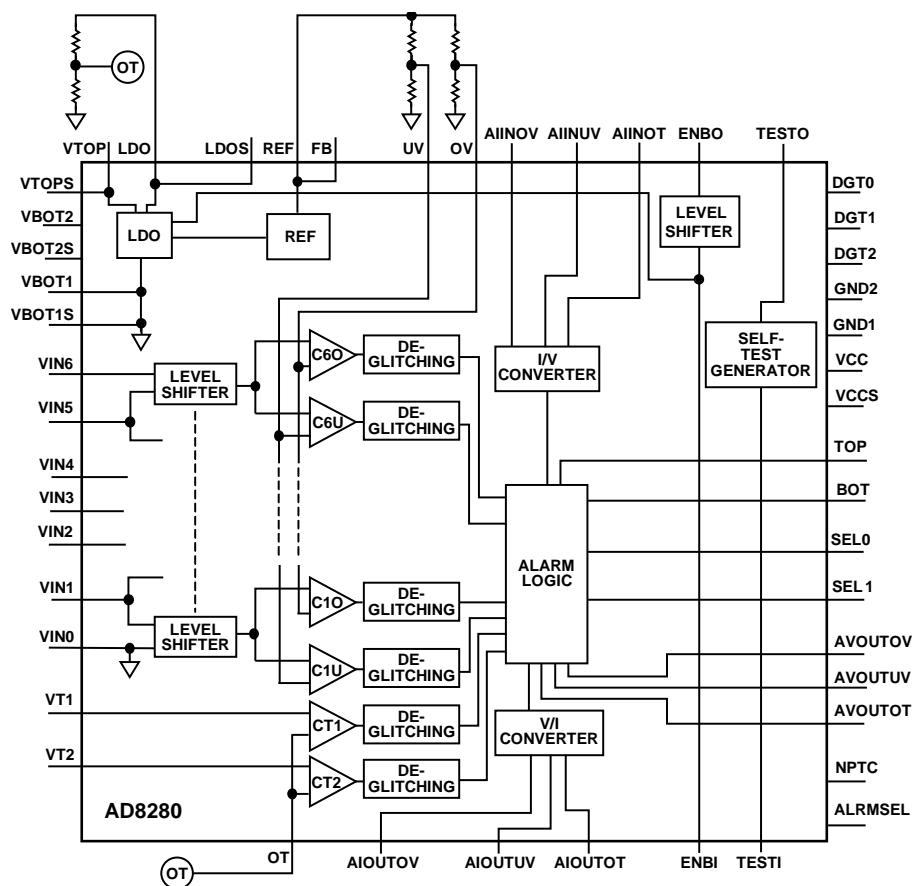 OT
AIINOV AIINUV AIINOT ENBO TESTO
VTOP LDO LDOS REF FB UV OV
VTOPS
VBOT2
VBOT2S
VBOT1
VBOT1S
VIN6
VIN5
VIN4
VIN3
VIN2
VIN1
VIN0
VT1
VT2
LDO
REF
LEVEL
SHIFTER
LEVEL
SHIFTER
C6O
DE-
GLITCHING
C6U
DE-
GLITCHING
C1O
DE-
GLITCHING
C1U
DE-
GLITCHING
CT1
DE-
GLITCHING
CT2
DE-
GLITCHING
I/V
CONVERTER
ALARM
LOGIC
V/I
CONVERTER
LEVEL
SHIFTER
SELF-
TEST
GENERATOR
DGT0
DGT1
DGT2
GND2
GND1
VCC
VCCS
TOP
BOT
SEL0
SEL1
AVOUTOV
AVOUTUV
AVOUTOT
NPTC
ALRMSEL
AD8280
OT
OT
AIOUTOV AIOUTUV AIOUTOT ENBI TESTI